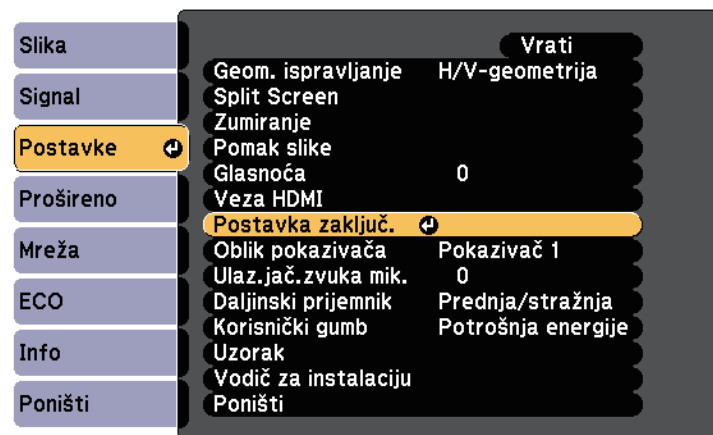 Slika
Signal
Postavke
Prošireno
Mreža
ECO
Info
Poništi
Vrati
Geom. ispravljanje H/V-geometrija
Split Screen
Zumiranje
Pomak slike
Glasnoća 0
Veza HDMI
Postavka zaključ.
Oblik pokazivača Pokazivač 1
Ulaz.jač.zvuka mik. 0
Daljinski prijemnik Prednja/stražnja
Korisnički gumb Potrošnja energije
Uzorak
Vodič za instalaciju
Poništi